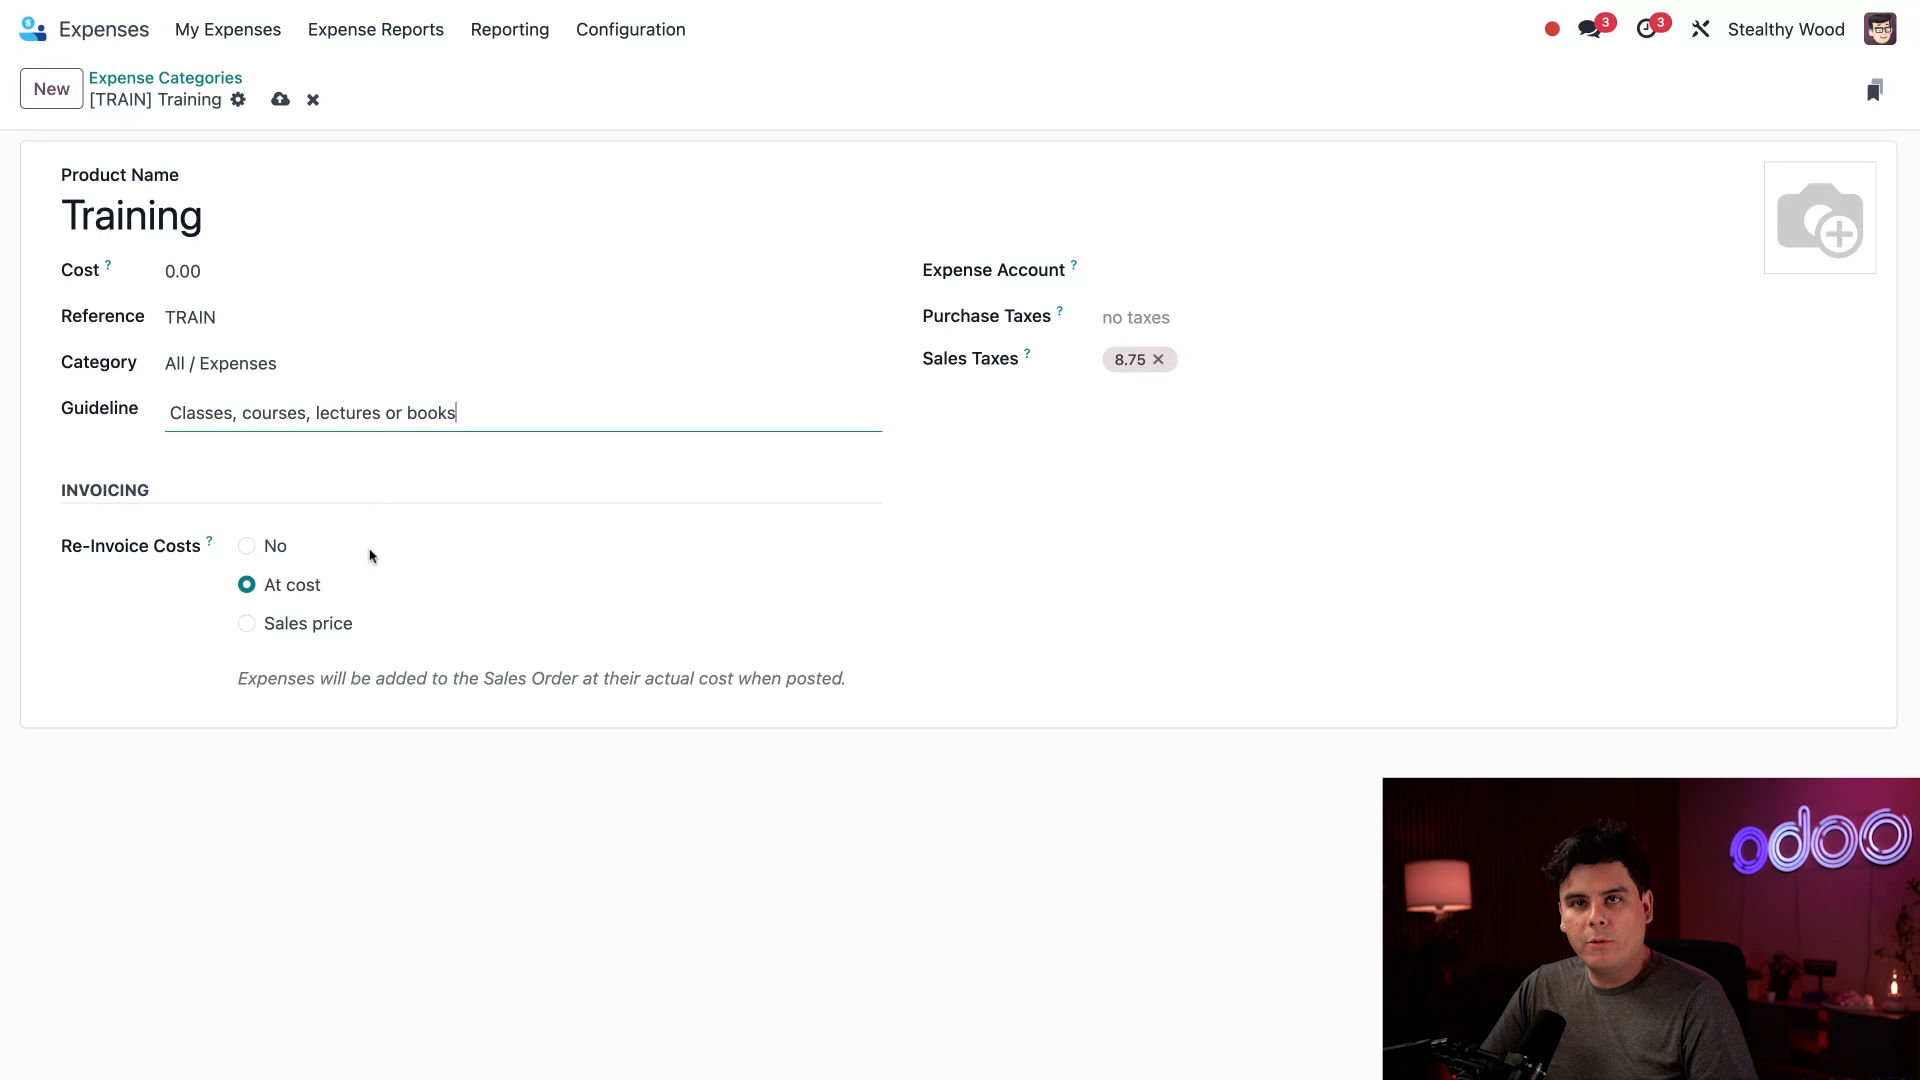 Expenses My Expenses Expense Reports Reporting Configuration 3 3 Stealthy Wood
New Expense Categories
[TRAIN] Training
Product Name
Training
Cost ? 0.00
Reference TRAIN
Category All / Expenses
Guideline Classes, courses, lectures or books
Expense Account ?
Purchase Taxes ? no taxes
Sales Taxes ? 8.75
INVOICING
Re-Invoice Costs ? No
At cost
Sales price
Expenses will be added to the Sales Order at their actual cost when posted.
odoo